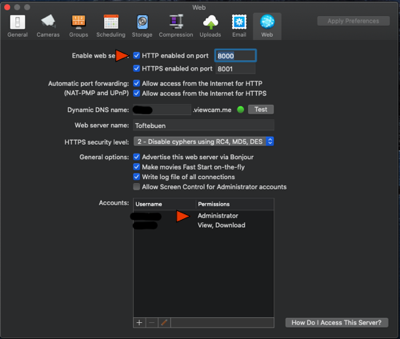 Web
Apply Preferences
General Cameras Groups Scheduling Storage Compression Uploads Email Web
Enable web se
HTTP enabled on port 8000
HTTPS enabled on port 8001
Automatic port forwarding: Allow access from the Internet for HTTP
(NAT-PMP and UPnP) Allow access from the Internet for HTTPS
Dynamic DNS name: .viewcam.me Test
Web server name: Toftebuen
HTTPS security level: 2 - Disable cyphers using RC4, MD5, DES
General options: Advertise this web server via Bonjour
Make movies Fast Start on-the-fly
Write log file of all connections
Allow Screen Control for Administrator accounts
Accounts: Username Permissions
Administrator
View, Download
+ −
How Do I Access This Server?